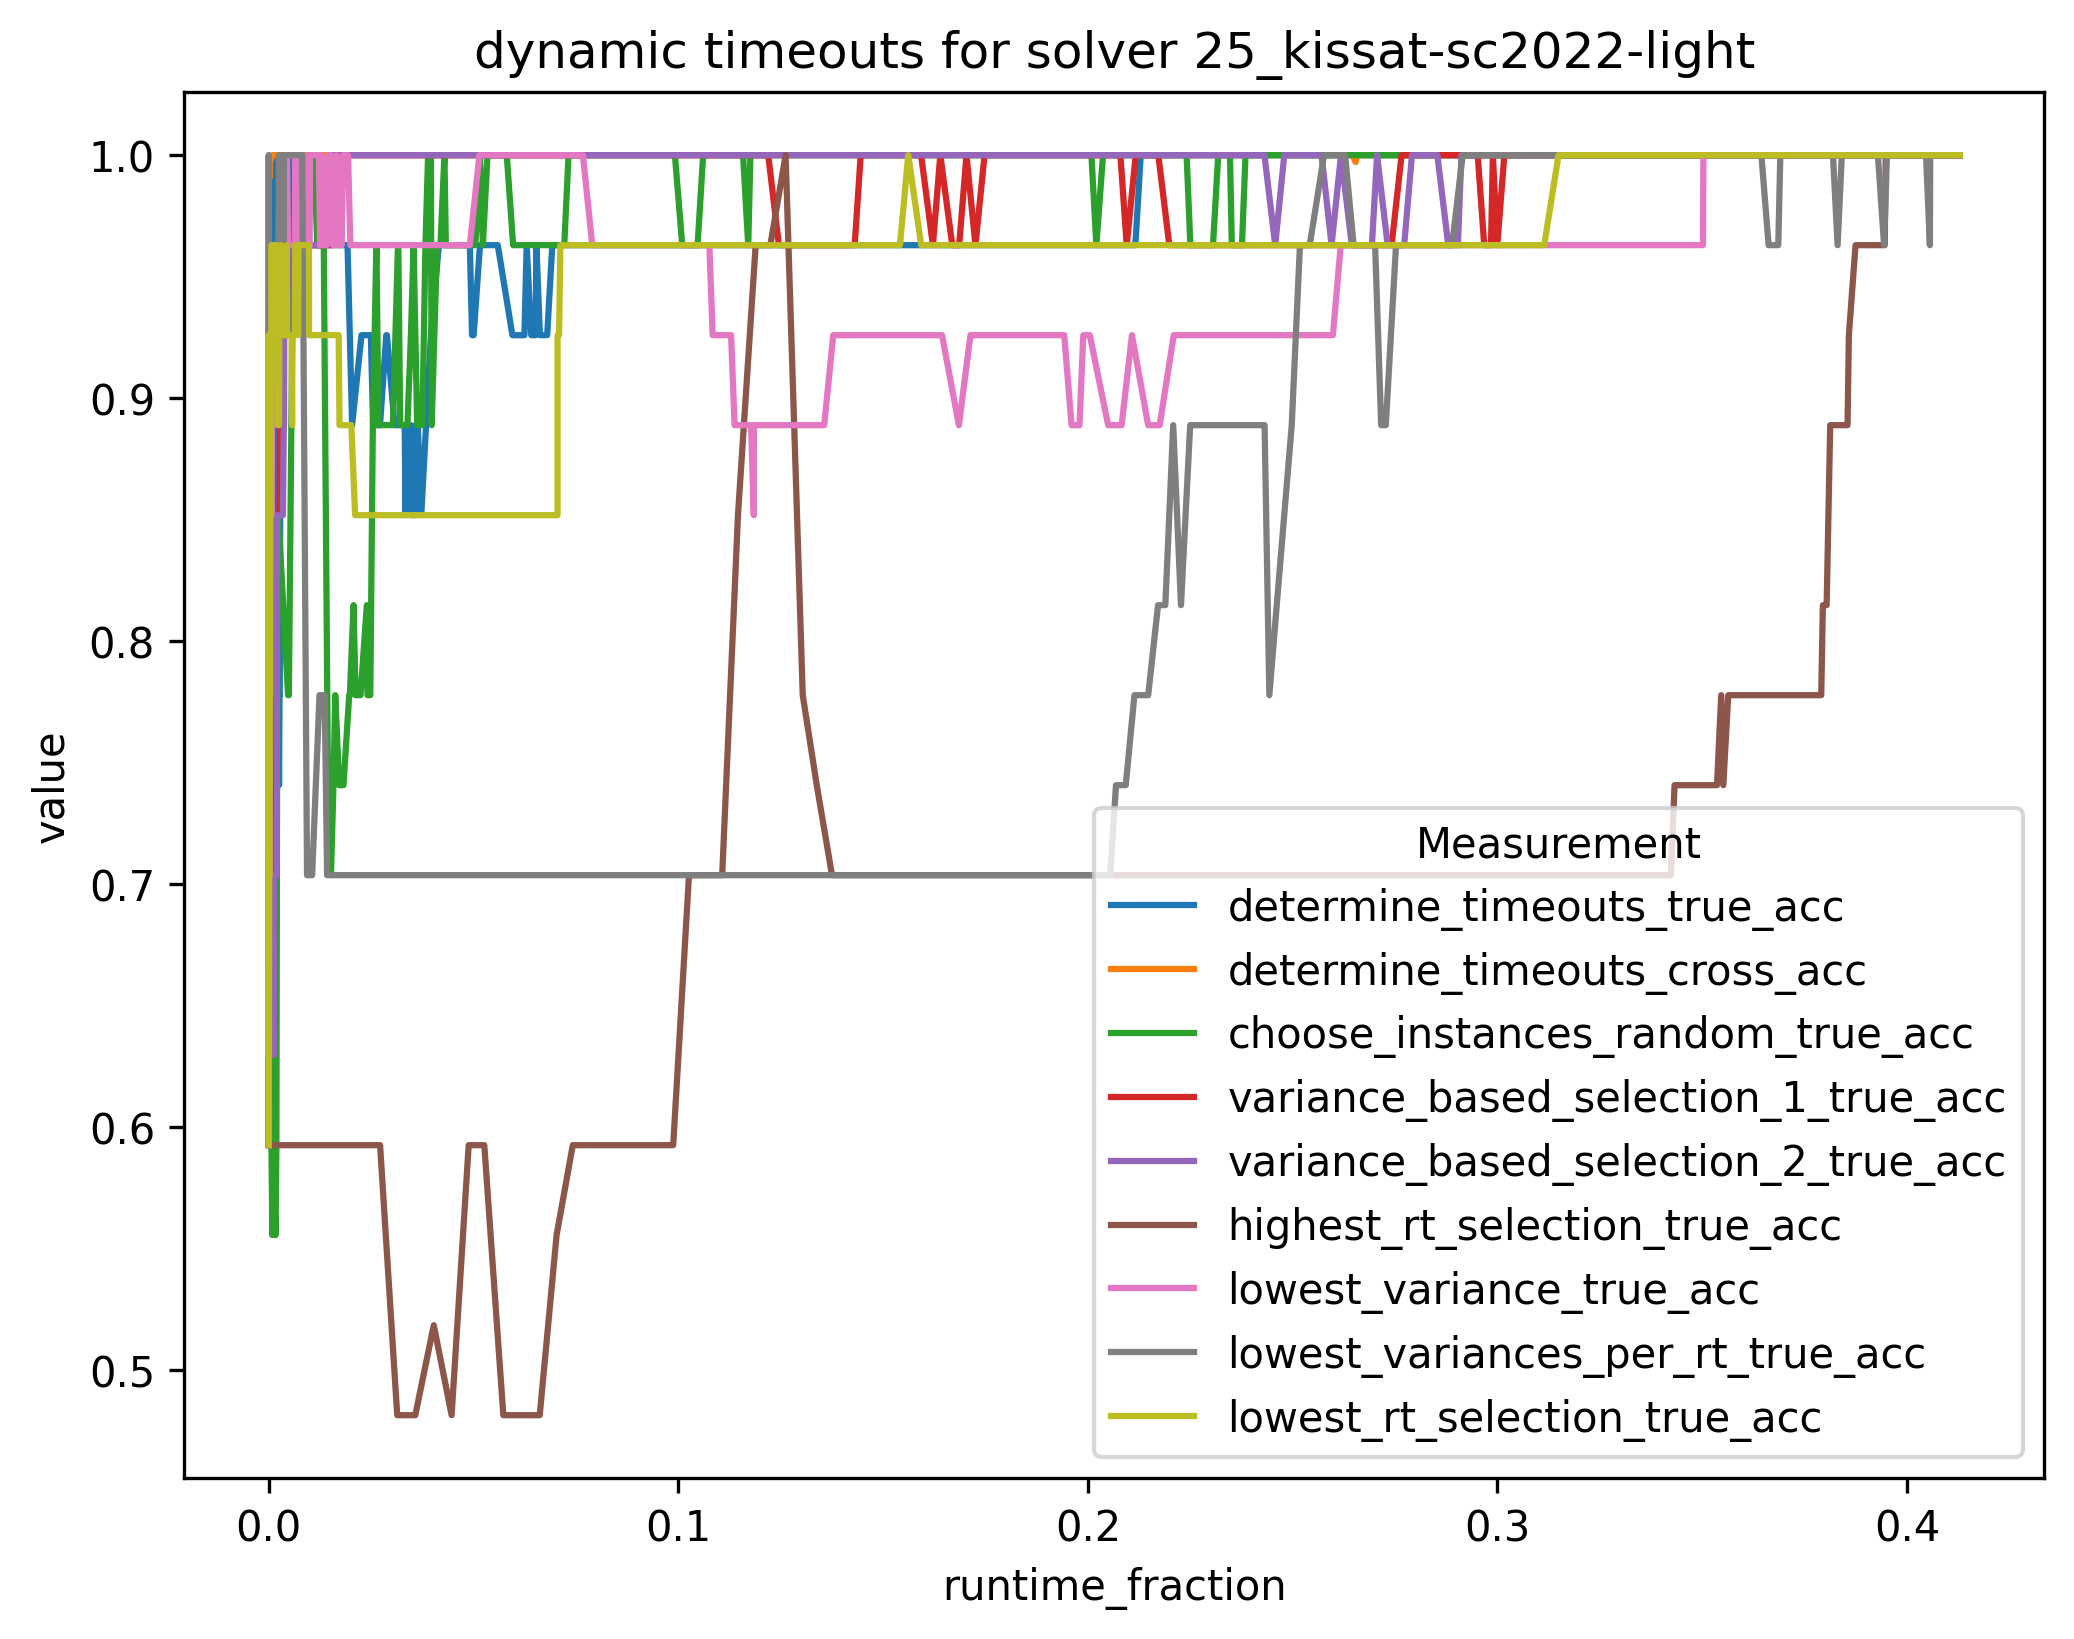 dynamic timeouts for solver 25_kissat-sc2022-light
1.0
0.9
0.8
0.7
0.6
0.5
value
0.0
0.1
0.2
0.3
0.4
runtime_fraction
Measurement
determine_timeouts_true_acc
determine_timeouts_cross_acc
choose_instances_random_true_acc
variance_based_selection_1_true_acc
variance_based_selection_2_true_acc
highest_rt_selection_true_acc
lowest_variance_true_acc
lowest_variances_per_rt_true_acc
lowest_rt_selection_true_acc